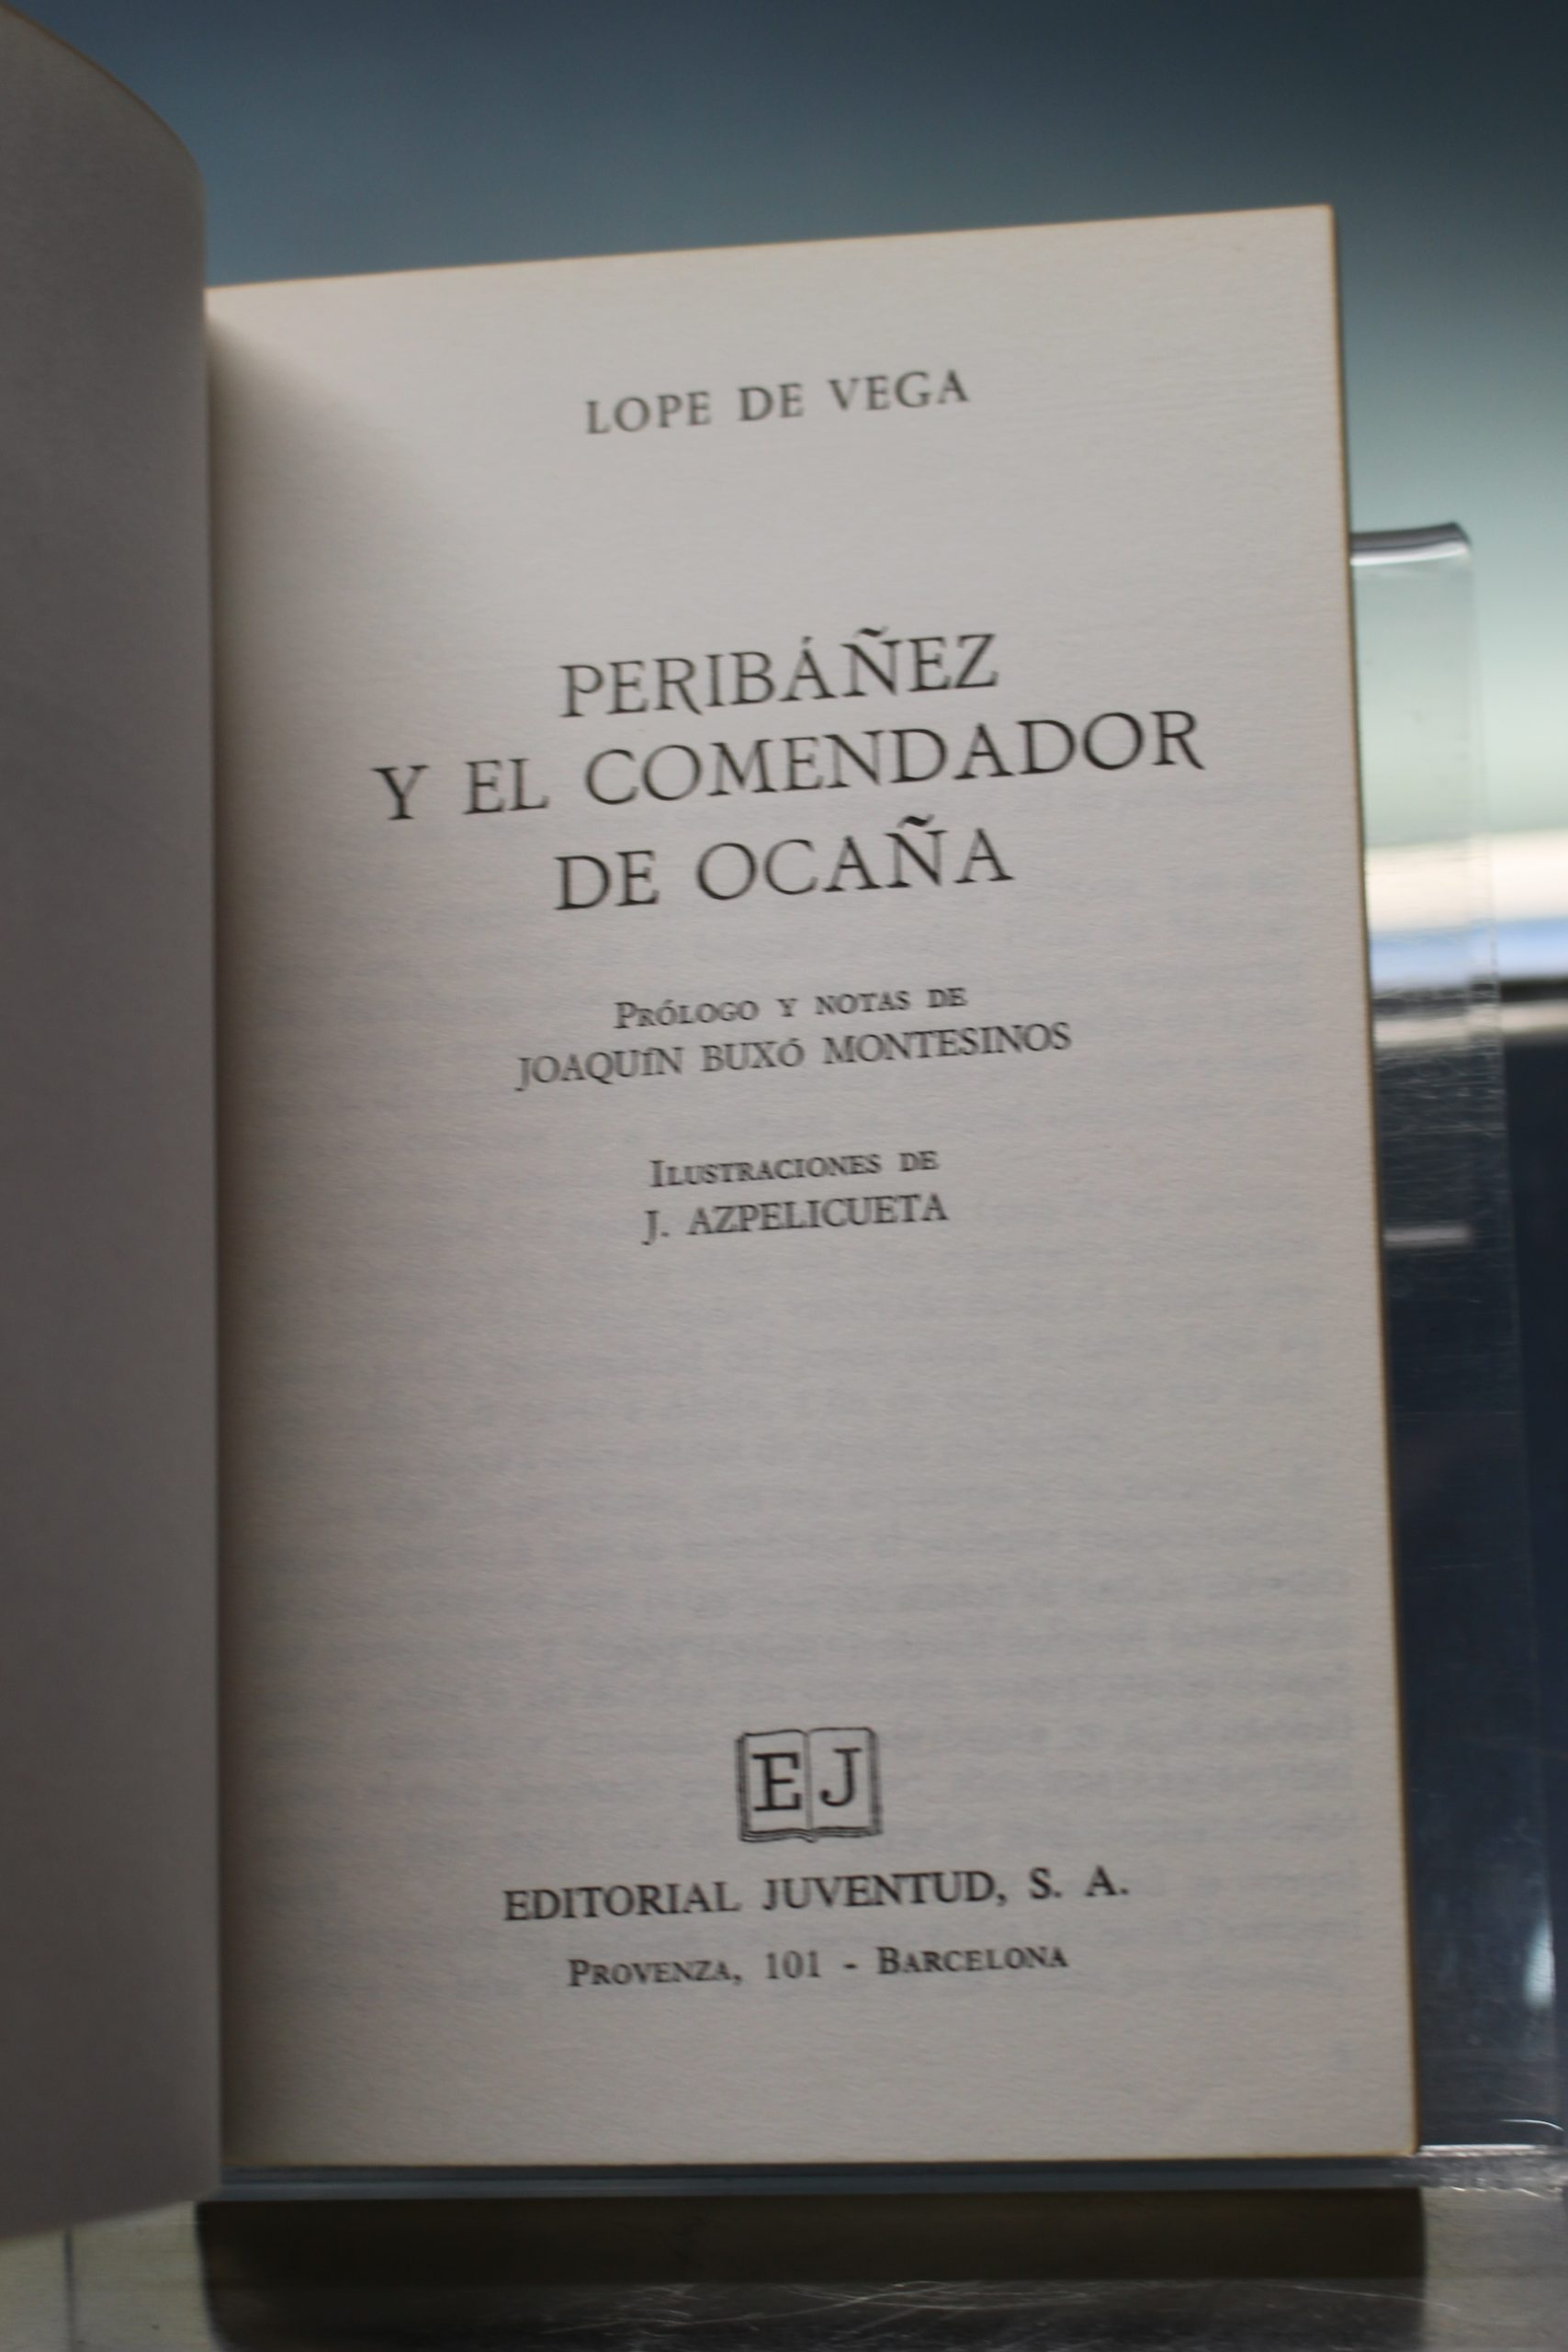 LOPE DE VEGA
PERIBÁÑEZ
Y EL COMENDADOR
DE OCAÑA
PRÓLOGO Y NOTAS DE
JOAQUÍN BUXÓ MONTESINOS
ILUSTRACIONES DE
J. AZPELICUETA
EJ
EDITORIAL JUVENTUD, S. A.
PROVENZA, 101 - BARCELONA